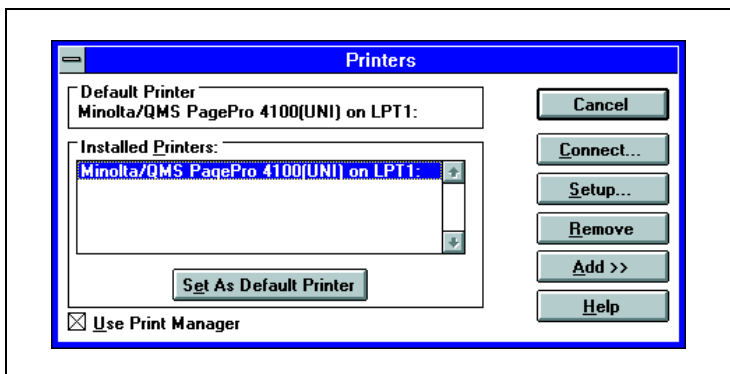 Printers
Default Printer
Minolta/QMS PagePro 4100(UNI) on LPT1:
Installed Printers:
Minolta/QMS PagePro 4100(UNI) on LPT1:
Set As Default Printer
Use Print Manager
Cancel
Connect...
Setup...
Remove
Add >>
Help